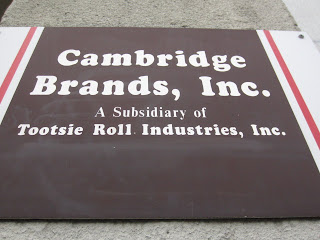 Cambridge
Brands, Inc.
A Subsidiary of
Tootsie Roll Industries, Inc.